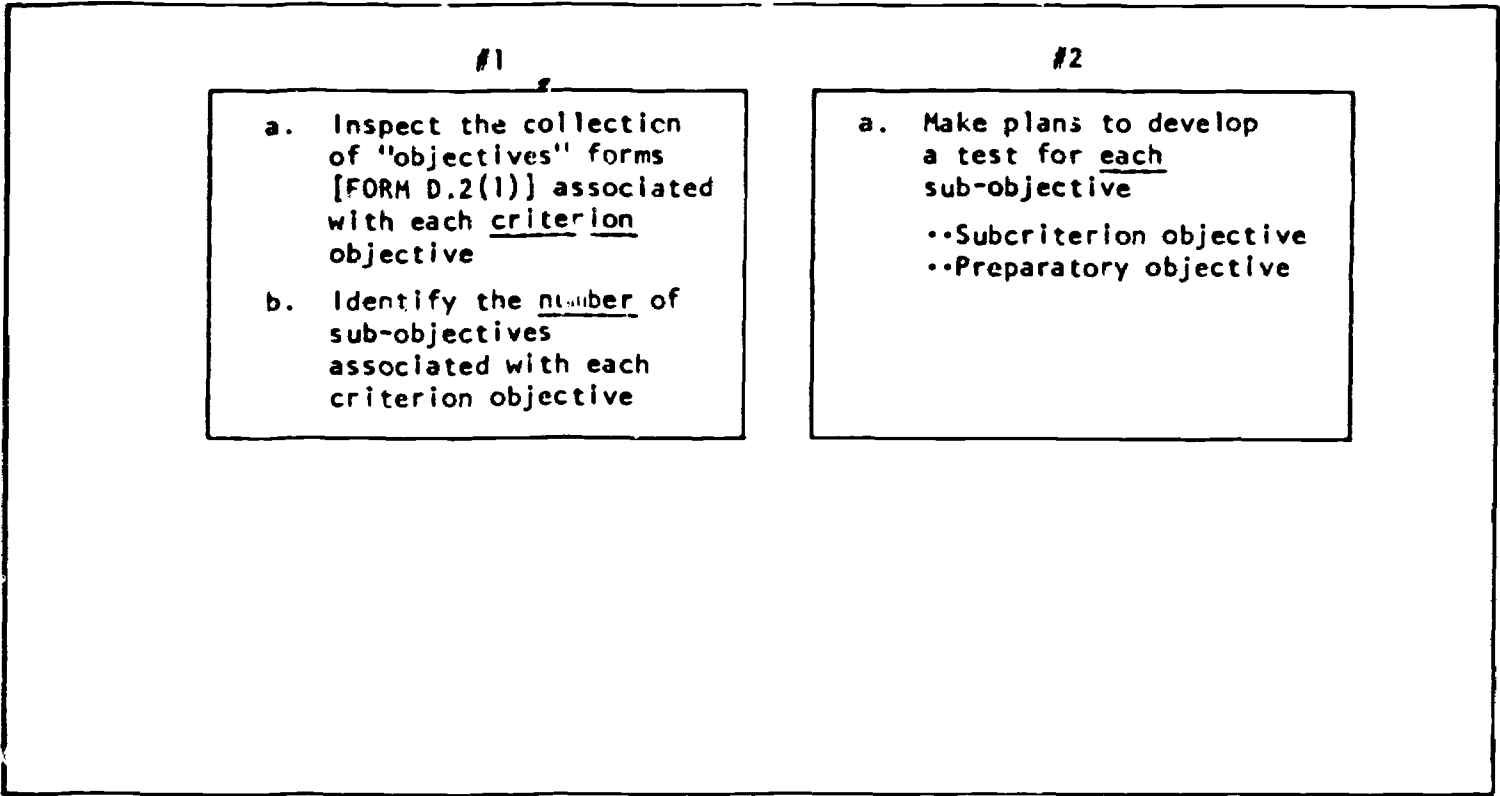 #1
a. Inspect the collection
of "objectives" forms
[FORM D.2(1)] associated
with each criterion
objective
b. Identify the number of
sub-objectives
associated with each
criterion objective
#2
a. Make plans to develop
a test for each
sub-objective
••Subcriterion objective
••Preparatory objective